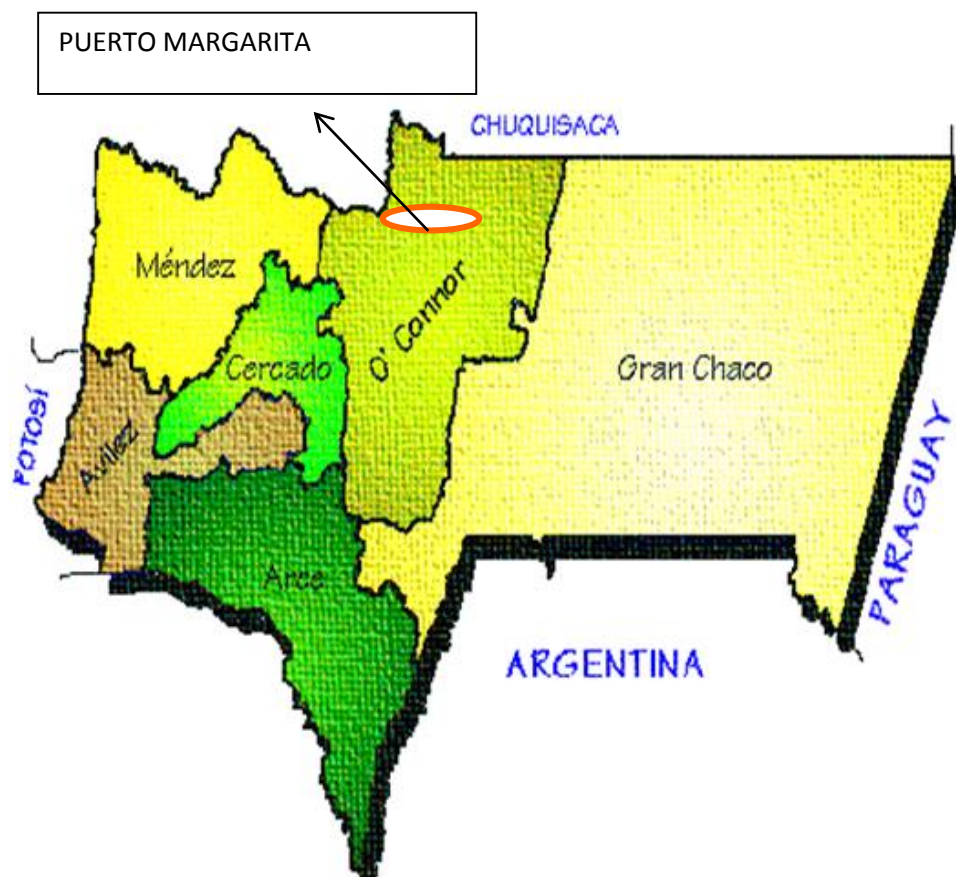 PUERTO MARGARITA
CHUQUISACA
Méndez
O' Connor
Cercado
Gran Chaco
POTOSÍ
Avilez
PARAGUAY
Arce
ARGENTINA